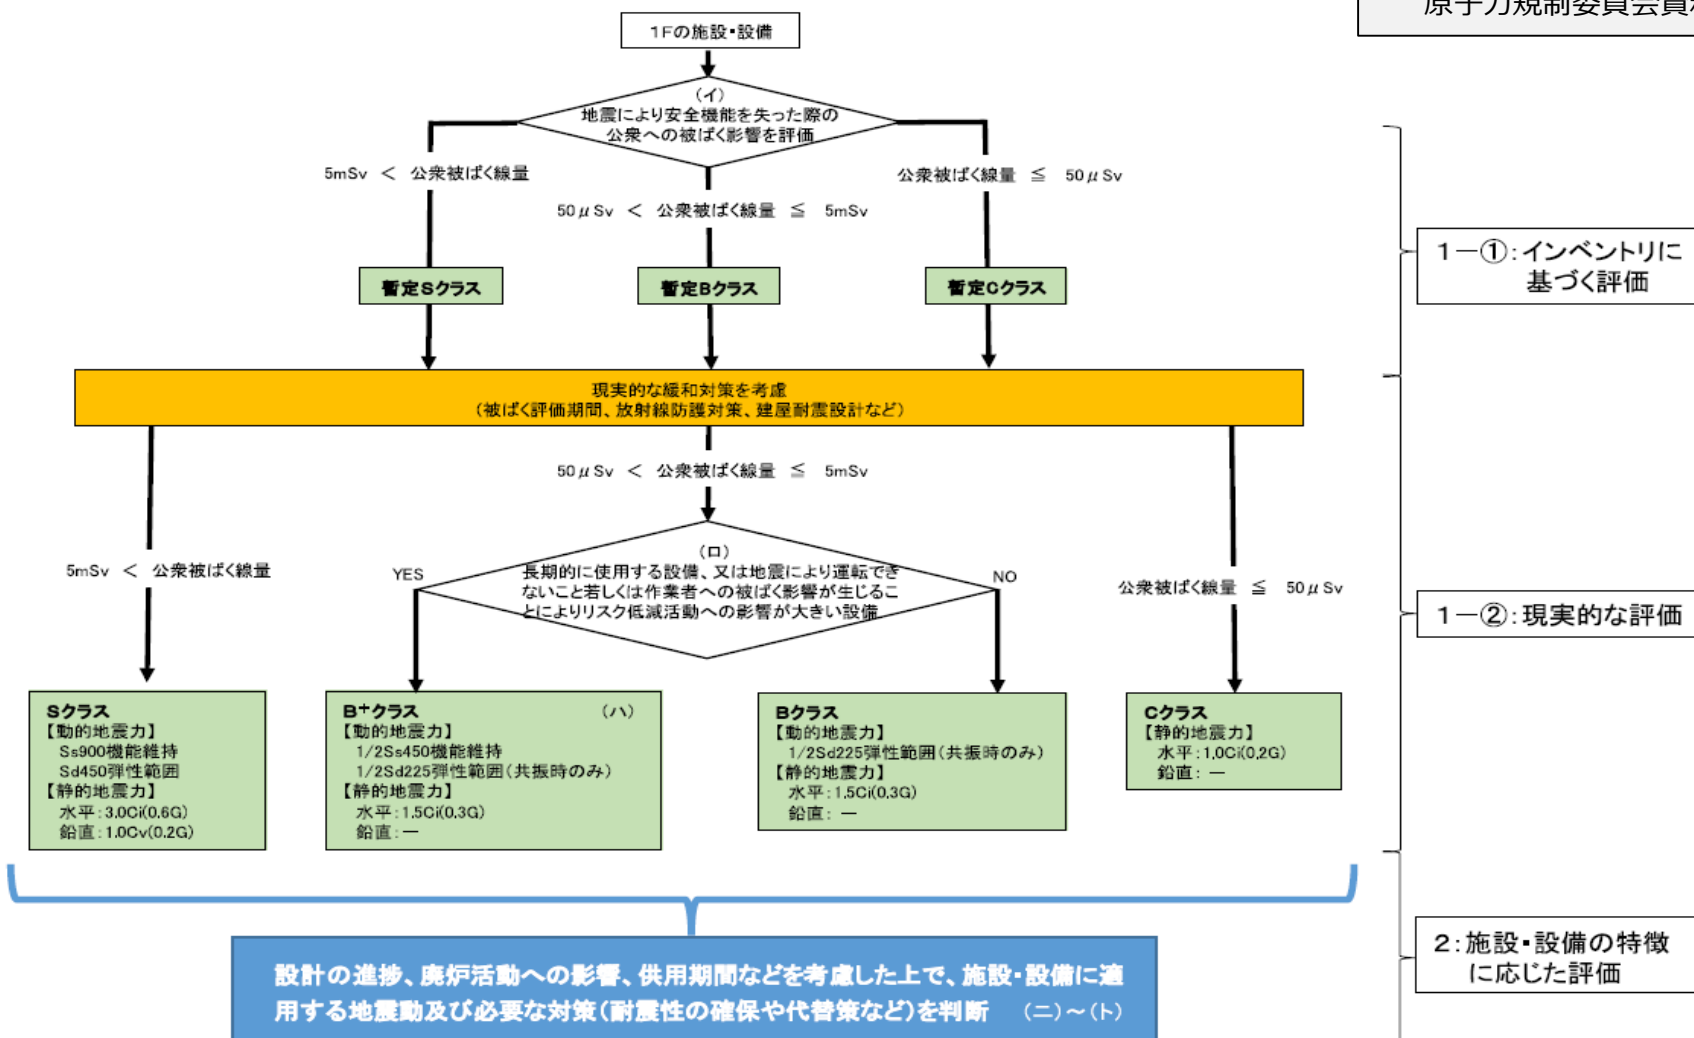 原子力規制委員会資料
1Fの施設・設備
(イ)
地震により安全機能を失った際の
公衆への被ばく影響を評価
5mSv ＜ 公衆被ばく線量
50μSv ＜ 公衆被ばく線量 ≦ 5mSv
公衆被ばく線量 ≦ 50μSv
暫定Sクラス
暫定Bクラス
暫定Cクラス
1－①：インベントリに
基づく評価
現実的な緩和対策を考慮
(被ばく評価期間、放射線防護対策、建屋耐震設計など)
50μSv ＜ 公衆被ばく線量 ≦ 5mSv
5mSv ＜ 公衆被ばく線量
YES
(ロ)
長期的に使用する設備、又は地震により運転でき
ないこと若しくは作業者への被ばく影響が生じるこ
とによりリスク低減活動への影響が大きい設備
NO
公衆被ばく線量 ≦ 50μSv
1－②：現実的な評価
Sクラス
【動的地震力】
Ss900機能維持
Sd450弾性範囲
【静的地震力】
水平：3.0Ci(0.6G)
鉛直：1.0Cv(0.2G)
B⁺クラス (ハ)
【動的地震力】
1/2Ss450機能維持
1/2Sd225弾性範囲(共振時のみ)
【静的地震力】
水平：1.5Ci(0.3G)
鉛直：－
Bクラス
【動的地震力】
1/2Sd225弾性範囲(共振時のみ)
【静的地震力】
水平：1.5Ci(0.3G)
鉛直：－
Cクラス
【静的地震力】
水平：1.0Ci(0.2G)
鉛直：－
設計の進捗、廃炉活動への影響、供用期間などを考慮した上で、施設・設備に適
用する地震動及び必要な対策(耐震性の確保や代替策など)を判断 (ニ)～(ト)
2：施設・設備の特徴
に応じた評価